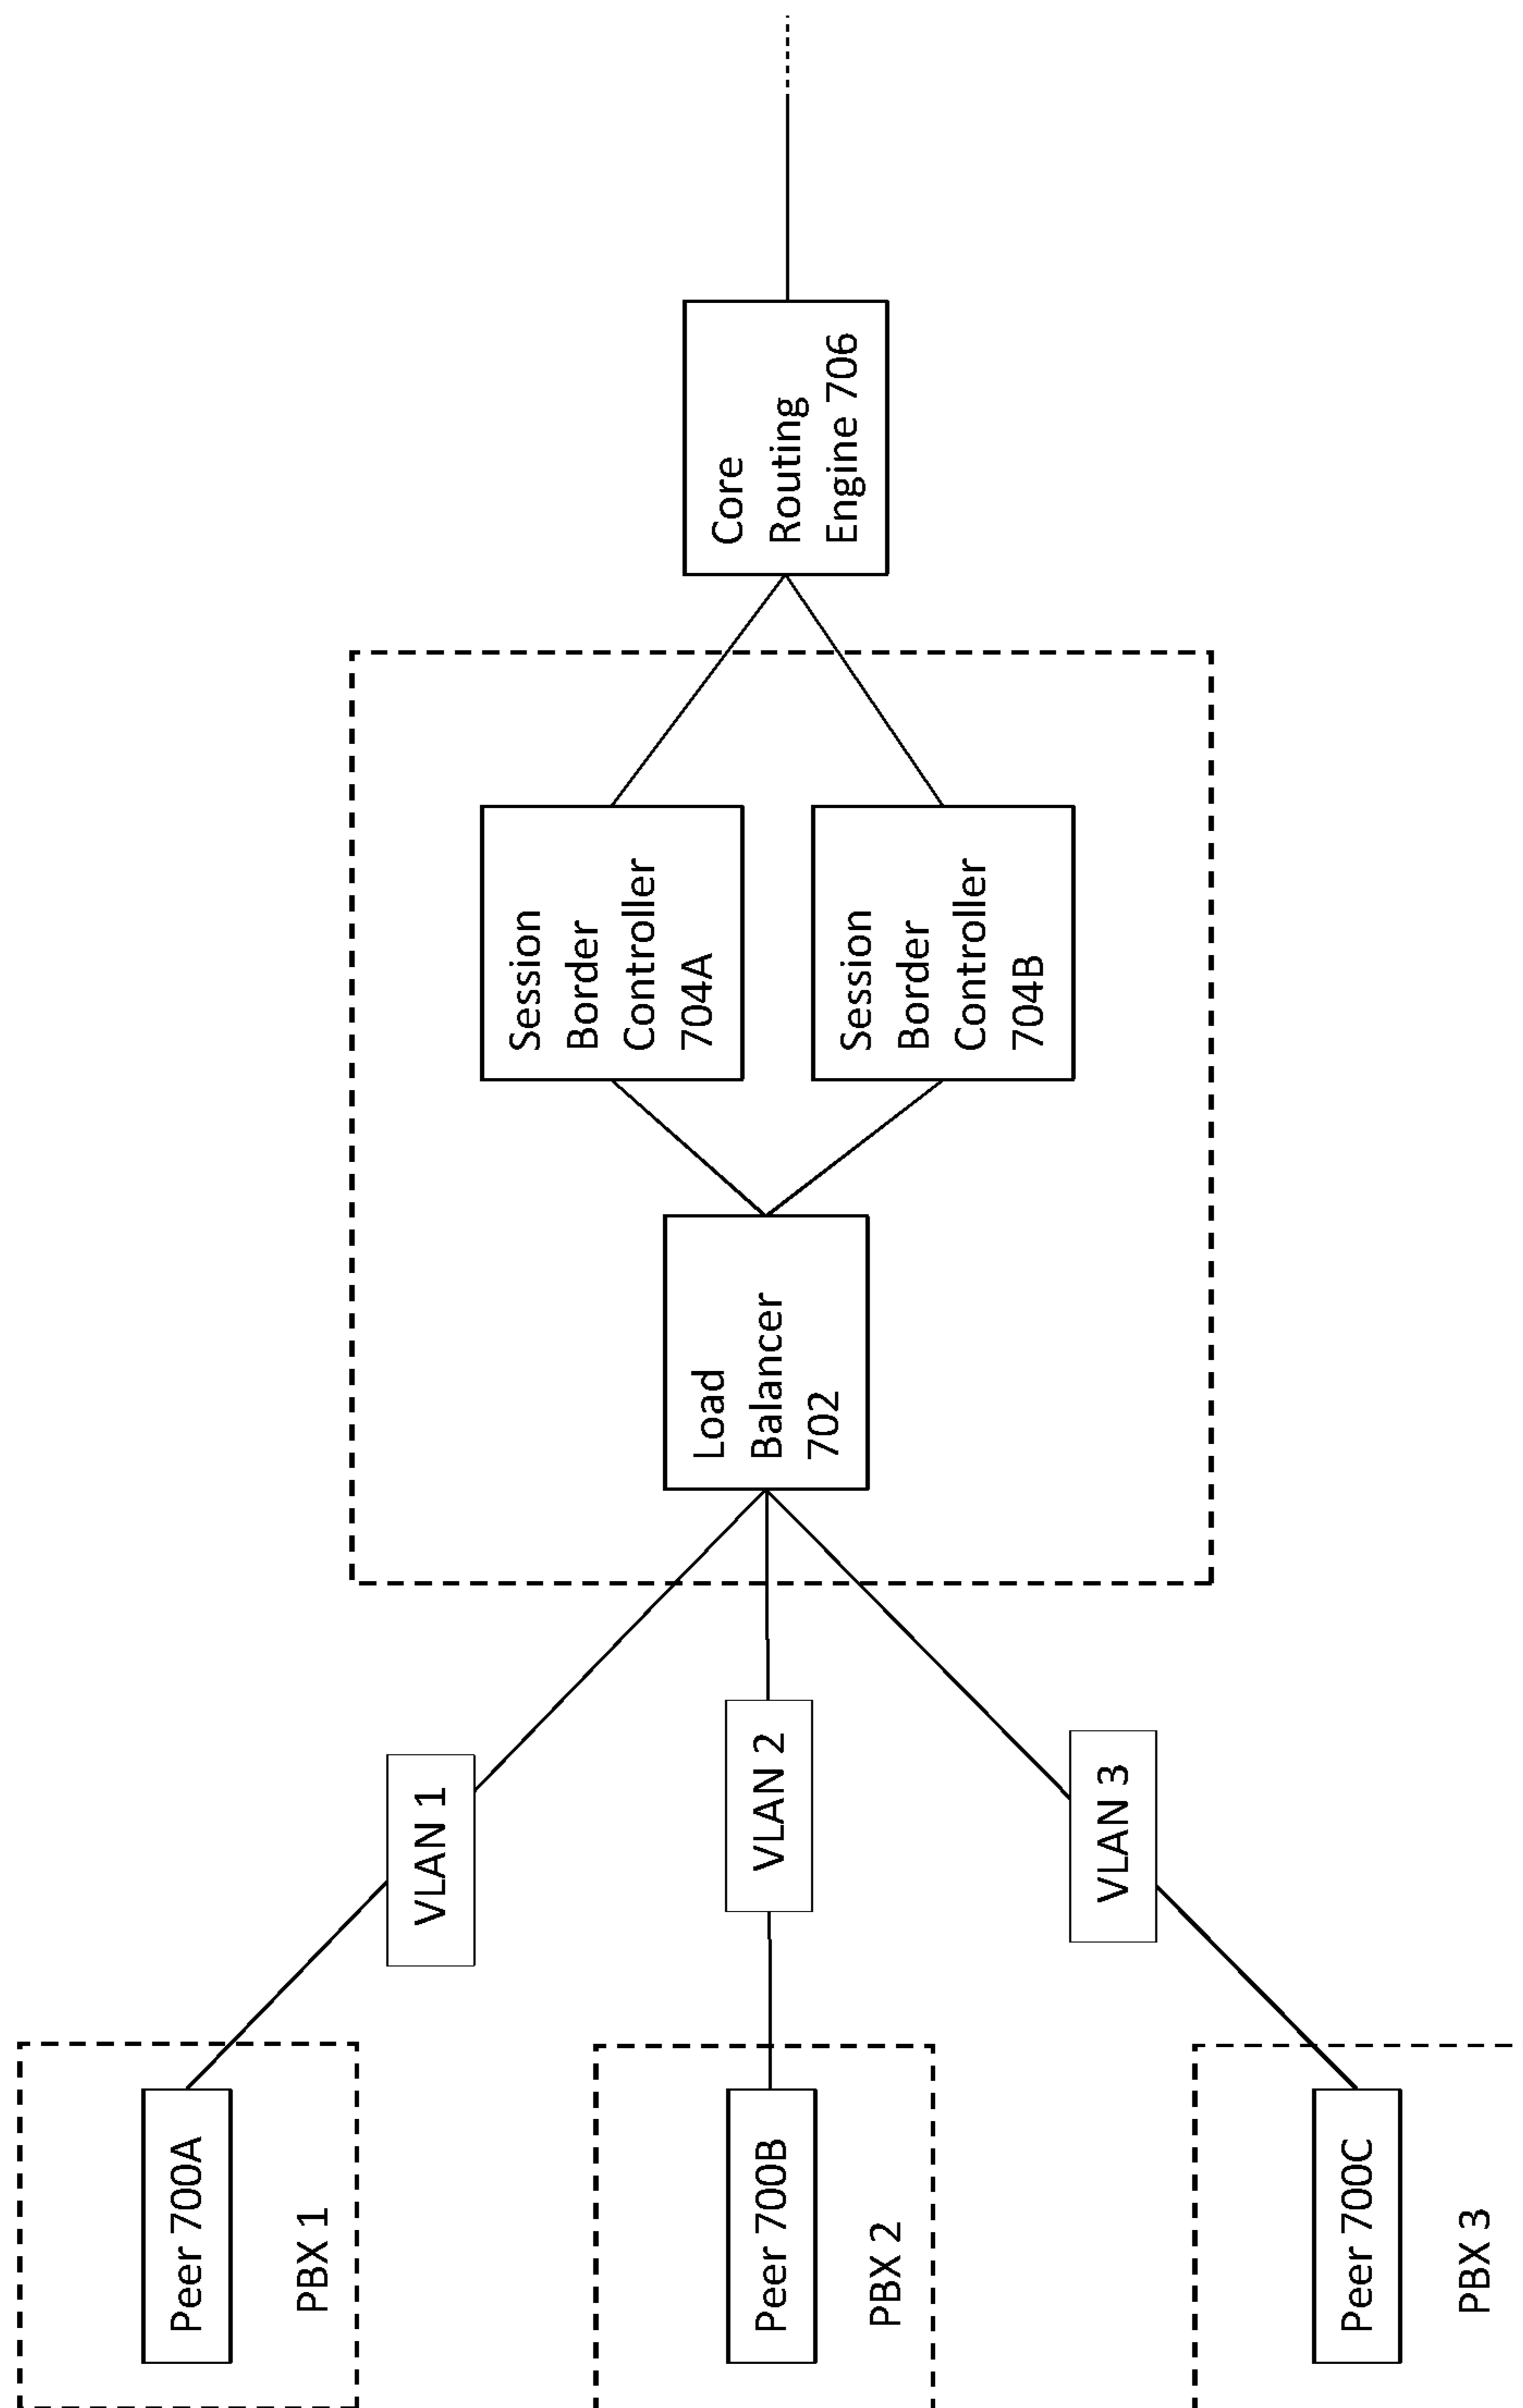 Peer 700A
PBX 1
Peer 700B
PBX 2
Peer 700C
PBX 3
VLAN 1
VLAN 2
VLAN 3
Load
Balancer
702
Session
Border
Controller
704A
Session
Border
Controller
704B
Core
Routing
Engine 706